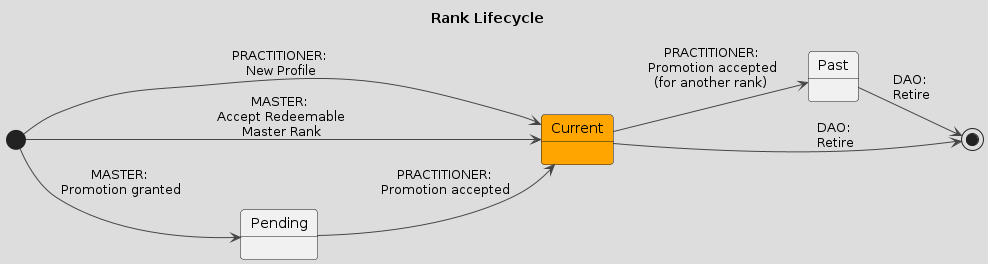 Rank Lifecycle
PRACTITIONER:
New Profile
MASTER:
Accept Redeemable
Master Rank
MASTER:
Promotion granted
Pending
PRACTITIONER:
Promotion accepted
Current
PRACTITIONER:
Promotion accepted
(for another rank)
Past
DAO:
Retire
DAO:
Retire